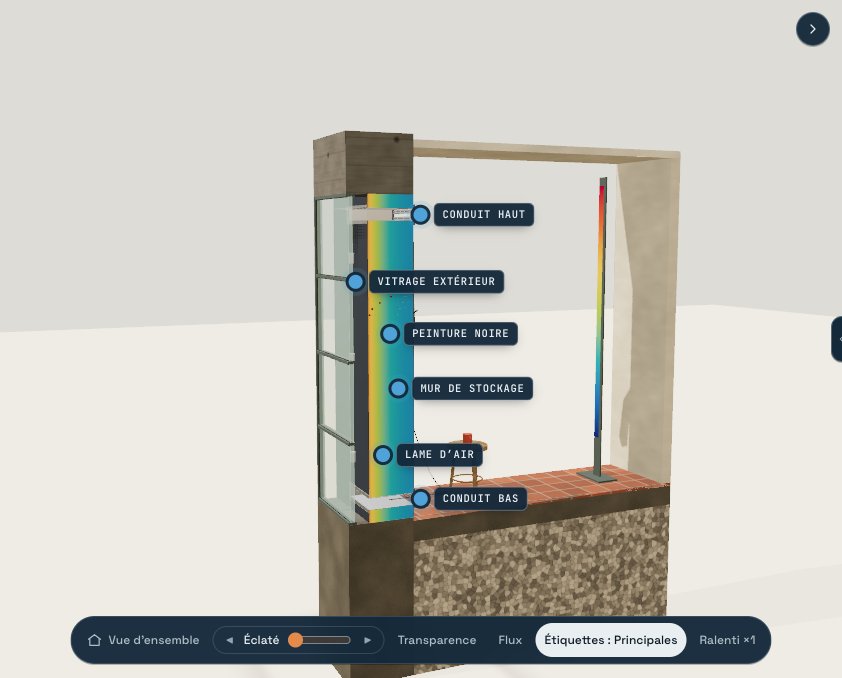 CONDUIT HAUT
VITRAGE EXTÉRIEUR
PEINTURE NOIRE
MUR DE STOCKAGE
LAME D’AIR
CONDUIT BAS
Vue d’ensemble
Éclaté
Transparence
Flux
Étiquettes : Principales
Ralenti ×1